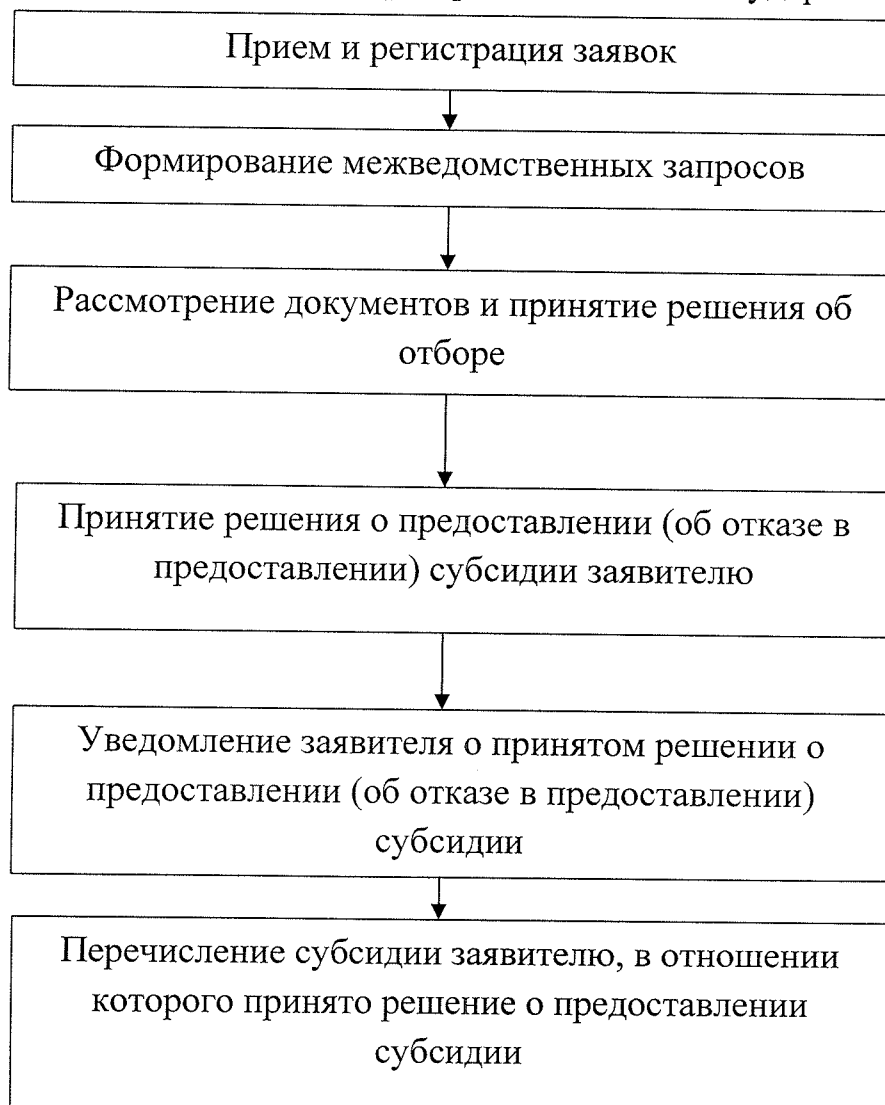 Прием и регистрация заявок
Формирование межведомственных запросов
Рассмотрение документов и принятие решения об
отборе
Принятие решения о предоставлении (об отказе в
предоставлении) субсидии заявителю
Уведомление заявителя о принятом решении о
предоставлении (об отказе в предоставлении)
субсидии
Перечисление субсидии заявителю, в отношении
которого принято решение о предоставлении
субсидии